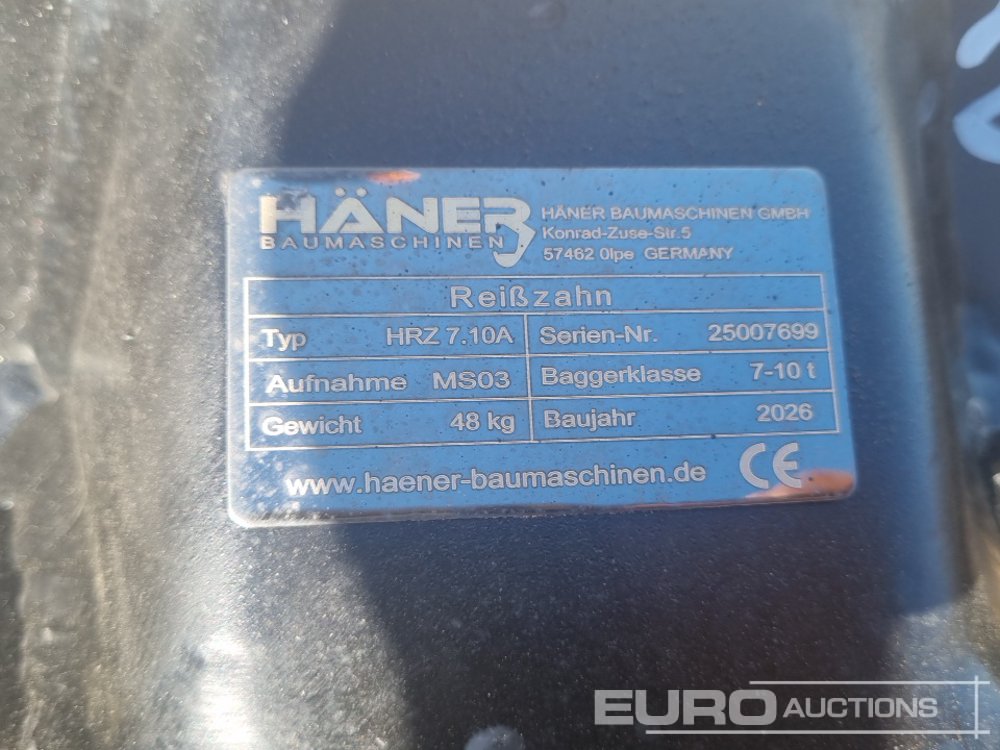 HÄNER
BAUMASCHINEN
HÄNER BAUMASCHINEN GMBH
Konrad-Zuse-Str.5
57462 Olpe GERMANY
Reißzahn
Typ HRZ 7.10A Serien-Nr. 25007699
Aufnahme MS03 Baggerklasse 7-10 t
Gewicht 48 kg Baujahr 2026
www.haener-baumaschinen.de CE
EURO AUCTIONS